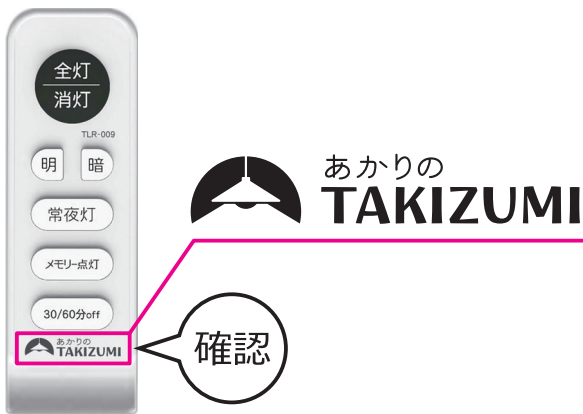 全灯
消灯
TLR-009
明
暗
常夜灯
メモリー点灯
30/60分off
あかりの
TAKIZUMI
あかりの
TAKIZUMI
確認